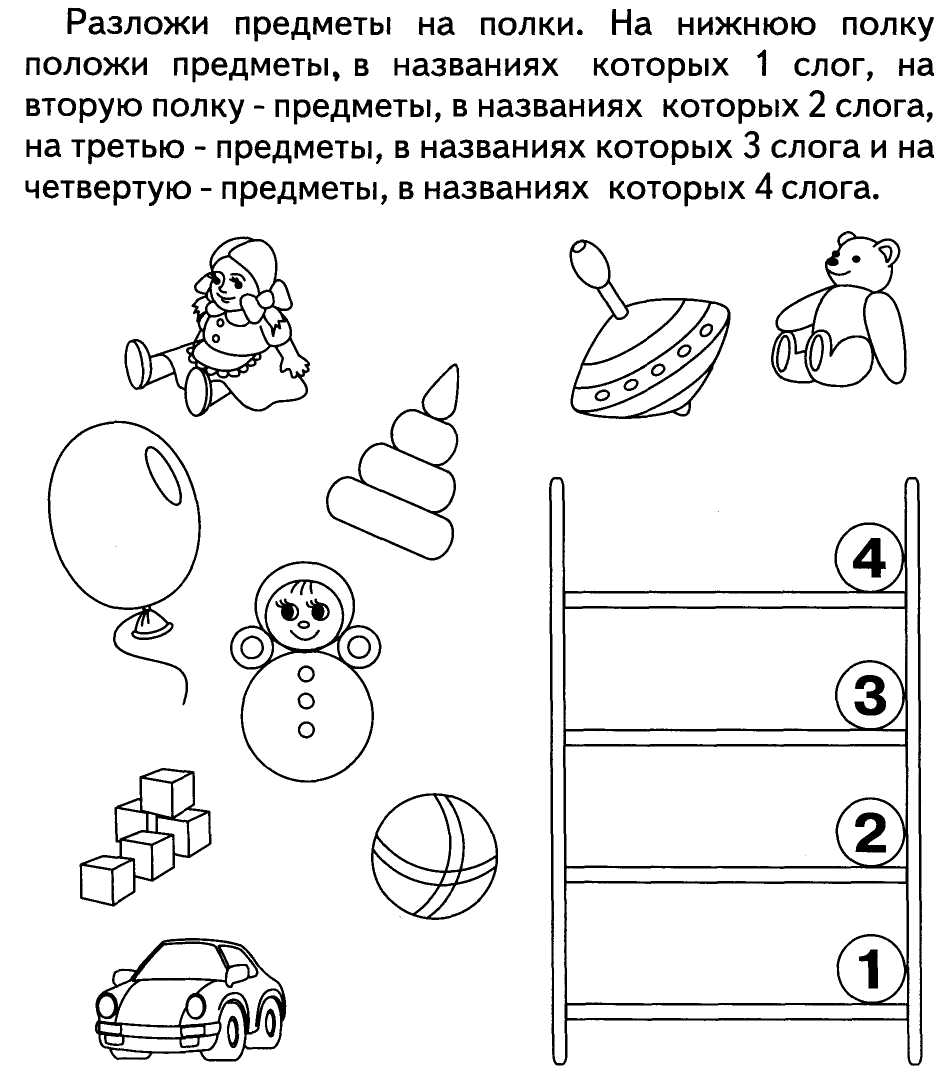 Разложи предметы на полки. На нижнюю полку
положи предметы, в названиях которых 1 слог, на
вторую полку - предметы, в названиях которых 2 слога,
на третью - предметы, в названиях которых 3 слога и на
четвертую - предметы, в названиях которых 4 слога.
4
3
2
1